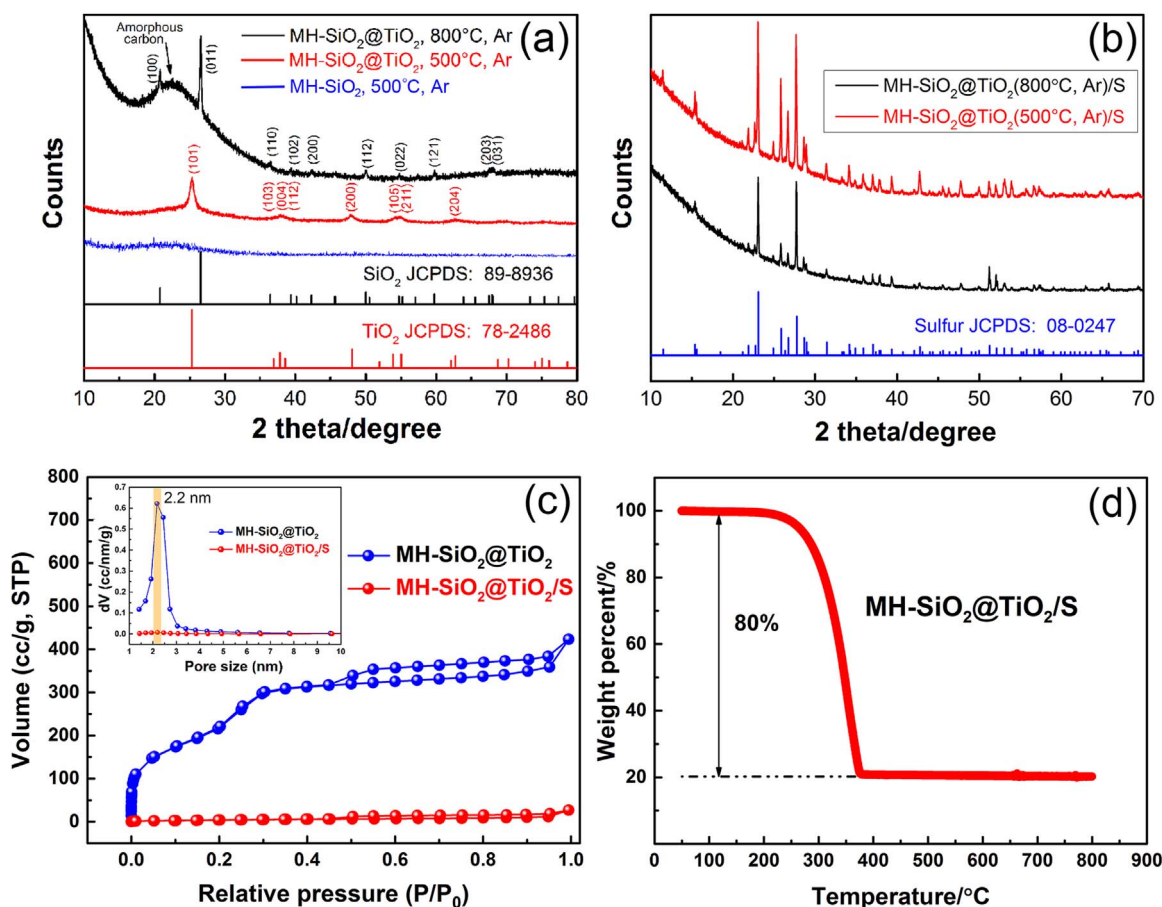 (a)
Amorphous
carbon
MH-SiO₂@TiO₂, 800°C, Ar
MH-SiO₂@TiO₂, 500°C, Ar
MH-SiO₂, 500°C, Ar
(100)
(011)
(110)
(102)
(200)
(112)
(022)
(121)
(203)
(031)
(101)
(103)
(004)
(112)
(200)
(105)
(211)
(204)
SiO₂ JCPDS: 89-8936
TiO₂ JCPDS: 78-2486
Counts
10 20 30 40 50 60 70 80
2 theta/degree
(b)
MH-SiO₂@TiO₂(800°C, Ar)/S
MH-SiO₂@TiO₂(500°C, Ar)/S
Sulfur JCPDS: 08-0247
Counts
10 20 30 40 50 60 70
2 theta/degree
(c)
800
700
600
500
400
300
200
100
0
Volume (cc/g, STP)
0.7
0.6
0.5
0.4
0.3
0.2
0.1
0.0
dV (cc/nm/g)
2.2 nm
MH-SiO₂@TiO₂
MH-SiO₂@TiO₂/S
1 2 3 4 5 6 7 8 9 10
Pore size (nm)
MH-SiO₂@TiO₂
MH-SiO₂@TiO₂/S
0.0 0.2 0.4 0.6 0.8 1.0
Relative pressure (P/P₀)
(d)
100
80
60
40
20
0
Weight percent/%
80%
MH-SiO₂@TiO₂/S
0 100 200 300 400 500 600 700 800 900
Temperature/°C